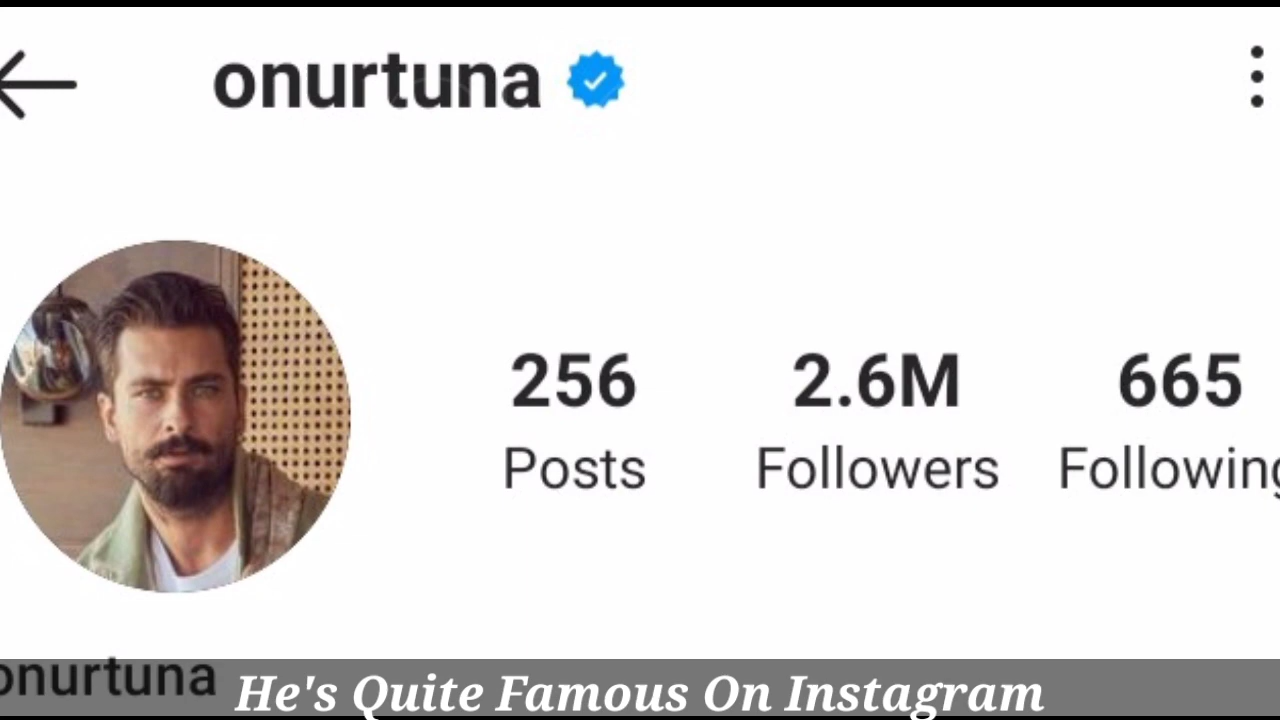 onurtuna
256 2.6M 665
Posts Followers Following
onurtuna
He's Quite Famous On Instagram